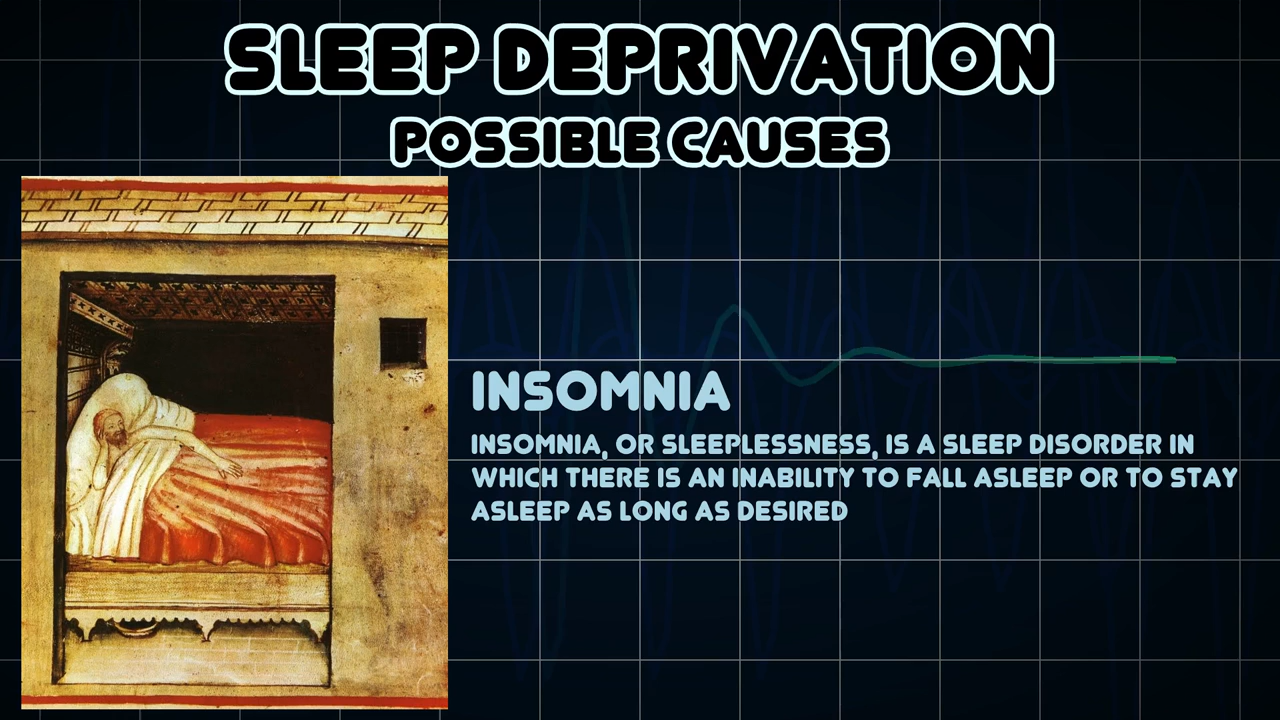 SLEEP DEPRIVATION
POSSIBLE CAUSES
INSOMNIA
INSOMNIA, OR SLEEPLESSNESS, IS A SLEEP DISORDER IN
WHICH THERE IS AN INABILITY TO FALL ASLEEP OR TO STAY
ASLEEP AS LONG AS DESIRED